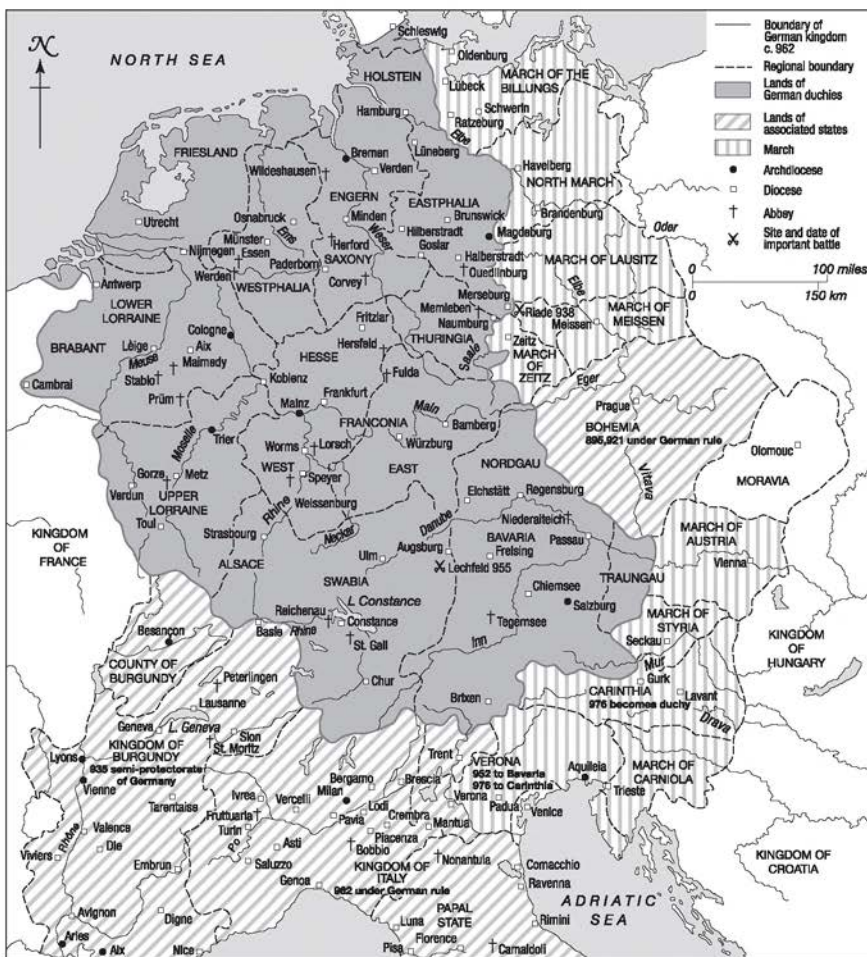 N
NORTH SEA
Schleswig
Oldenburg
HOLSTEIN
Lübeck
MARCH OF THE
BILLUNGS
Hamburg
Schwerin
Ratzeburg
Elbe
FRIESLAND
Bremen
Lüneberg
Wildeshausen
Verden
Havelberg
NORTH MARCH
ENGERN
EASTPHALIA
Utrecht
Osnabruck
Minden
Brunswick
Brandenburg
Oder
Ems
Weser
Hilberstadt
Magdeburg
Münster
Herford
Goslar
Nijmegen
Essen
SAXONY
Halberstadt
MARCH OF LAUSITZ
Werden
Paderborn
Corvey
Quedlinburg
Elbe
Antwerp
WESTPHALIA
Merseburg
LOWER
LORRAINE
Memleben
Riade 938
MARCH OF
MEISSEN
Cologne
Fritzlar
Naumburg
Meissen
BRABANT
Lèige
Aix
HESSE
Hersfeld
THURINGIA
Zeitz
MARCH
OF
ZEITZ
Meuse
Malmedy
Saale
Stablo
Koblenz
Fulda
Eger
Cambrai
Prüm
Frankfurt
Prague
Mainz
Main
Moselle
Trier
FRANCONIA
Bamberg
BOHEMIA
895,921 under German rule
Worms
Lorsch
Würzburg
Olomouc
Gorze
Metz
WEST
Speyer
EAST
NORDGAU
Vltava
MORAVIA
Verdun
UPPER
LORRAINE
Weissenburg
Eichstätt
Regensburg
Toul
Rhine
Danube
Niederalteich
MARCH OF
AUSTRIA
KINGDOM
OF
FRANCE
Strasbourg
Neckar
Augsburg
BAVARIA
Passau
Ulm
Freising
Vienna
ALSACE
Lechfeld 955
TRAUNGAU
SWABIA
Chiemsee
L. Constance
Salzburg
MARCH OF
STYRIA
Besançon
Reichenau
Constance
Tegernsee
Basle
Rhine
Inn
Seckau
KINGDOM
OF
HUNGARY
COUNTY OF
BURGUNDY
St. Gall
Mur
Peterlingen
Chur
Gurk
Lausanne
Brixen
CARINTHIA
976 becomes duchy
Lavant
Geneva
L. Geneva
Sion
Drava
KINGDOM OF
BURGUNDY
935 semi-protectorate
of Germany
St. Moritz
Trent
VERONA
952 to Bavaria
976 to Carinthia
MARCH OF
CARNIOLA
Lyons
Bergamo
Brescia
Aquileia
Vienne
Milan
Tarentaise
Ivrea
Vercelli
Verona
Trieste
Lodi
Padua
Venice
Fruttuaria
Pavia
Crembra
Rhône
Valence
Turin
Piacenza
Mantua
Die
Po
Asti
Bobbio
Viviers
Saluzzo
KINGDOM OF
ITALY
962 under German rule
Nonantula
Comacchio
KINGDOM OF
CROATIA
Embrun
Genoa
Ravenna
ADRIATIC
SEA
Avignon
Digne
PAPAL
STATE
Luna
Rimini
Arles
Aix
Nice
Pisa
Florence
Camaldoli
Boundary of
German kingdom
c. 962
Regional boundary
Lands of
German duchies
Lands of
associated states
March
Archdiocese
Diocese
Abbey
Site and date of
important battle
0 100 miles
0 150 km